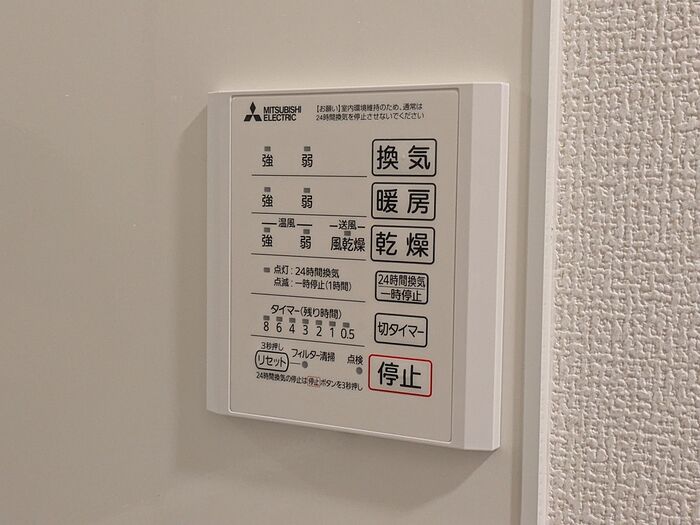 MITSUBISHI
ELECTRIC
【お願い】室内環境維持のため、通常は
24時間換気を停止させないでください
強 弱 換気
強 弱 暖房
温風 送風
強 弱 風乾燥 乾燥
点灯:24時間換気
点滅:一時停止(1時間)
24時間換気
一時停止
タイマー(残り時間)
8 6 4 3 2 1 0.5
切タイマー
3秒押し
リセット フィルター清掃 点検
停止
24時間換気の停止は停止ボタンを3秒押し